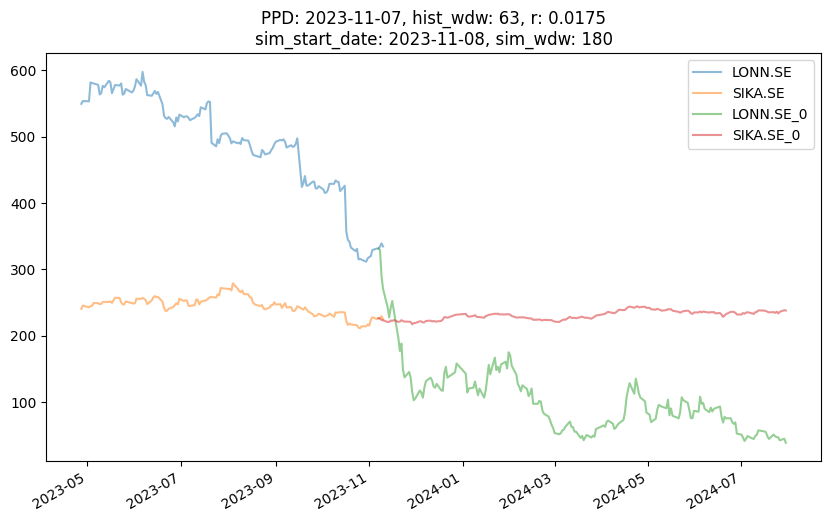 PPD: 2023-11-07, hist_wdw: 63, r: 0.0175
sim_start_date: 2023-11-08, sim_wdw: 180
LONN.SE
SIKA.SE
LONN.SE_0
SIKA.SE_0
600
500
400
300
200
100
2023-05
2023-07
2023-09
2023-11
2024-01
2024-03
2024-05
2024-07